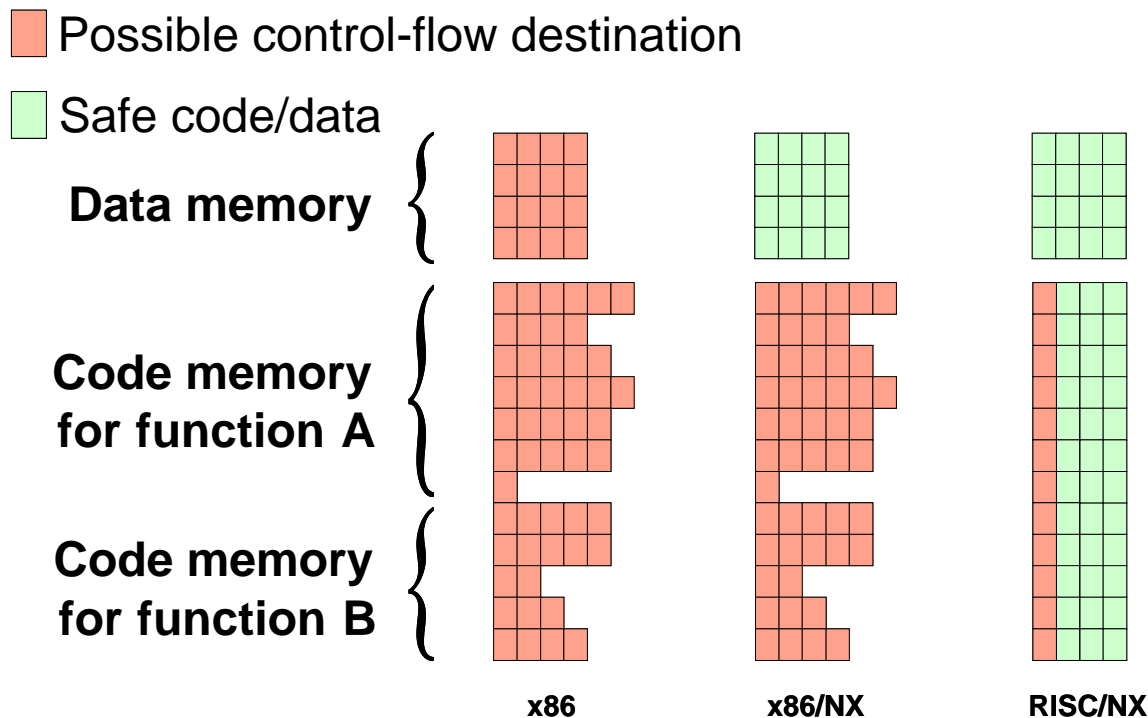 Possible control-flow destination
Safe code/data
Data memory
Code memory
for function A
Code memory
for function B
x86
x86/NX
RISC/NX